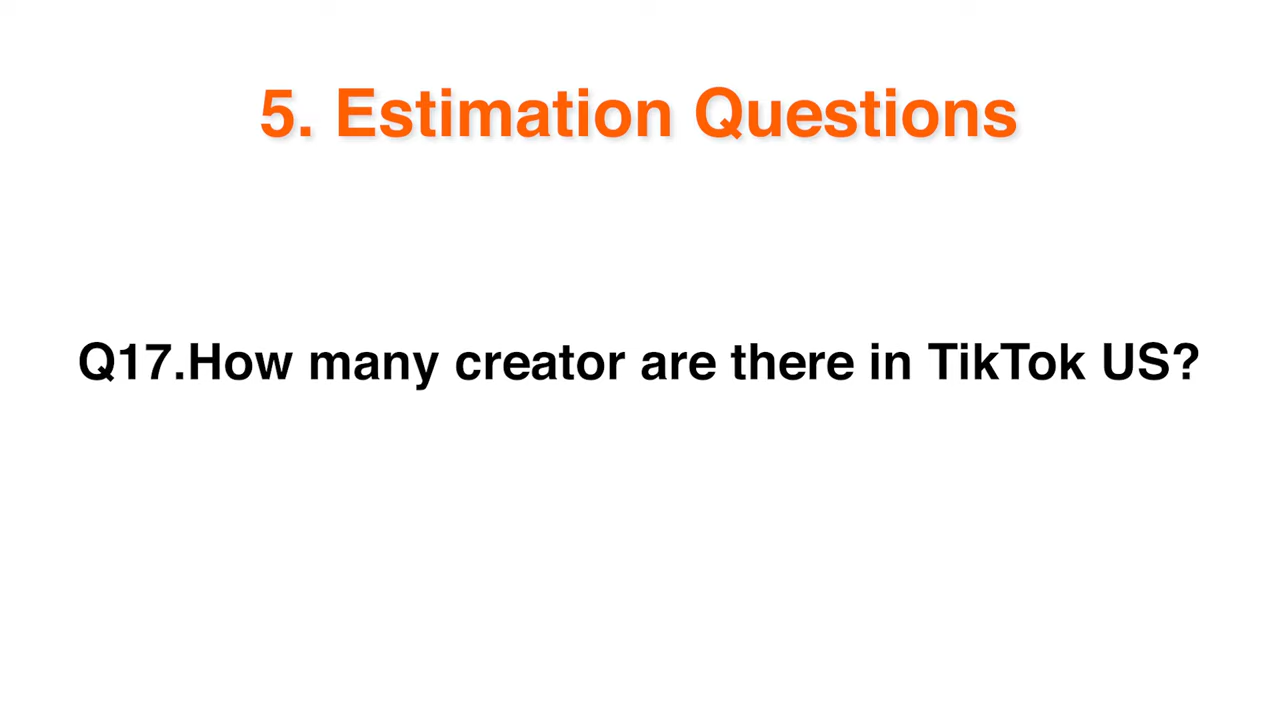 5. Estimation Questions
Q17.How many creator are there in TikTok US?